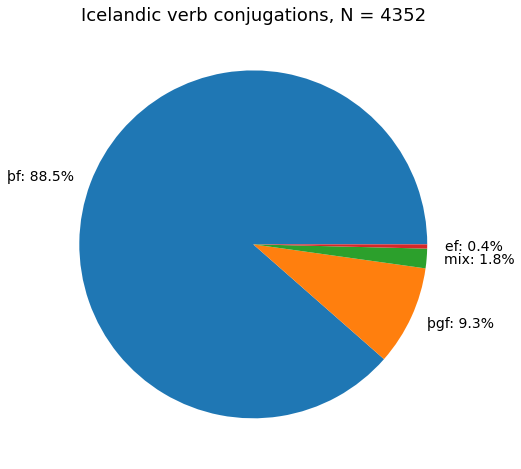 Icelandic verb conjugations, N = 4352
þf: 88.5%
ef: 0.4%
mix: 1.8%
þgf: 9.3%